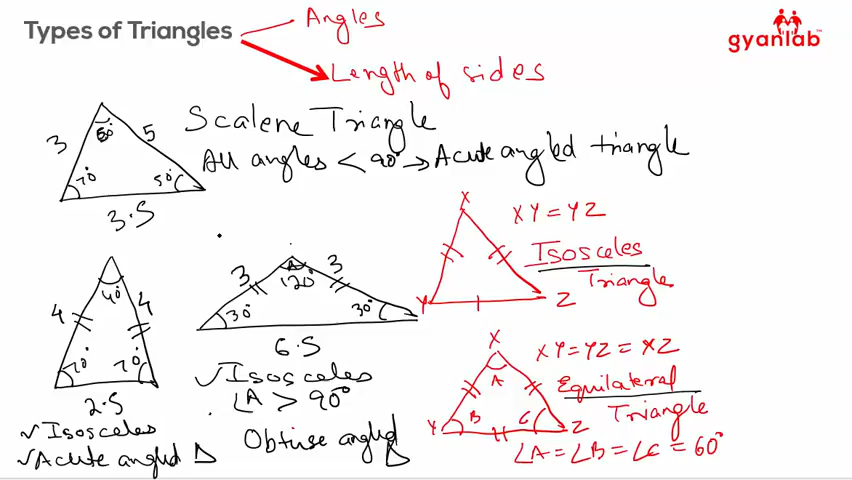 Types of Triangles
Angles
Length of sides
gyanlab
Scalene Triangle
All angles < 90° → Acute angled triangle
3
5
60°
70°
50°
3.5
X
Y
Z
XY = YZ
Isosceles
Triangle
40°
4
4
70°
70°
2.5
✓ Isosceles
✓ Acute angled △
3
3
A
120°
30°
30°
6.5
✓ Isosceles
∠A > 90°
Obtuse angled △
X
Y
Z
A
B
C
XY = YZ = XZ
Equilateral
Triangle
∠A = ∠B = ∠C = 60°